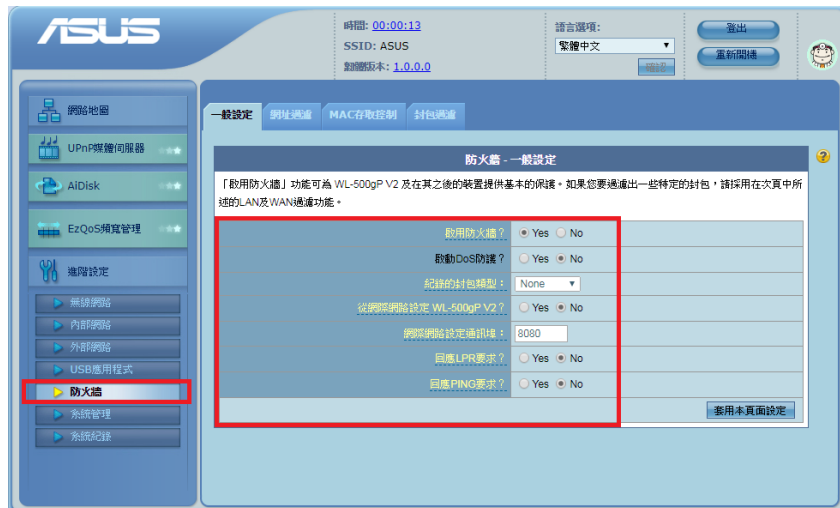 ASUS
時間: 00:00:13
SSID: ASUS
韌體版本: 1.0.0.0
語言選項:
繁體中文
確認
登出
重新開機
網路地圖
UPnP媒體伺服器
AiDisk
EzQoS頻寬管理
進階設定
無線網路
內部網路
外部網路
USB應用程式
防火牆
系統管理
系統紀錄
一般設定 網址過濾 MAC存取控制 封包過濾
防火牆 - 一般設定
「啟用防火牆」功能可為 WL-500gP V2 及在其之後的裝置提供基本的保護。如果您要過濾出一些特定的封包，請採用在次頁中所
述的LAN及WAN過濾功能。
啟用防火牆？ Yes No
啟動DoS防護？ Yes No
紀錄的封包類型： None
從網際網路設定 WL-500gP V2？ Yes No
網際網路設定通訊埠： 8080
回應LPR要求？ Yes No
回應PING要求？ Yes No
套用本頁面設定